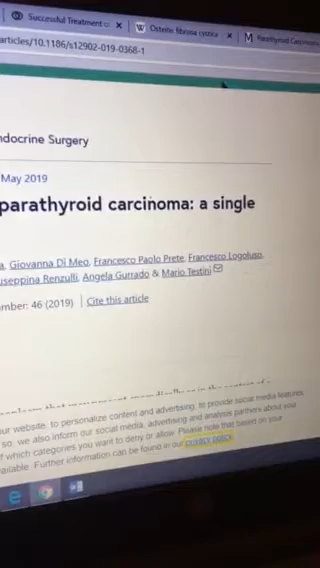 Successful Treatment o
W Osteitis fibrosa cystica
M Parathyroid Carcinoma
articles/10.1186/s12902-019-0368-1
ndocrine Surgery
May 2019
parathyroid carcinoma: a single
a, Giovanna Di Meo, Francesco Paolo Prete, Francesco Logoluso,
useppina Renzulli, Angela Gurrado & Mario Testini
mber: 46 (2019) | Cite this article
our website, to personalize content and advertising, to provide social media features
so, we also inform our social media, advertising and analysis partners about your
f which categories you want to deny or allow. Please note that based on your
ailable. Further information can be found in our privacy policy.